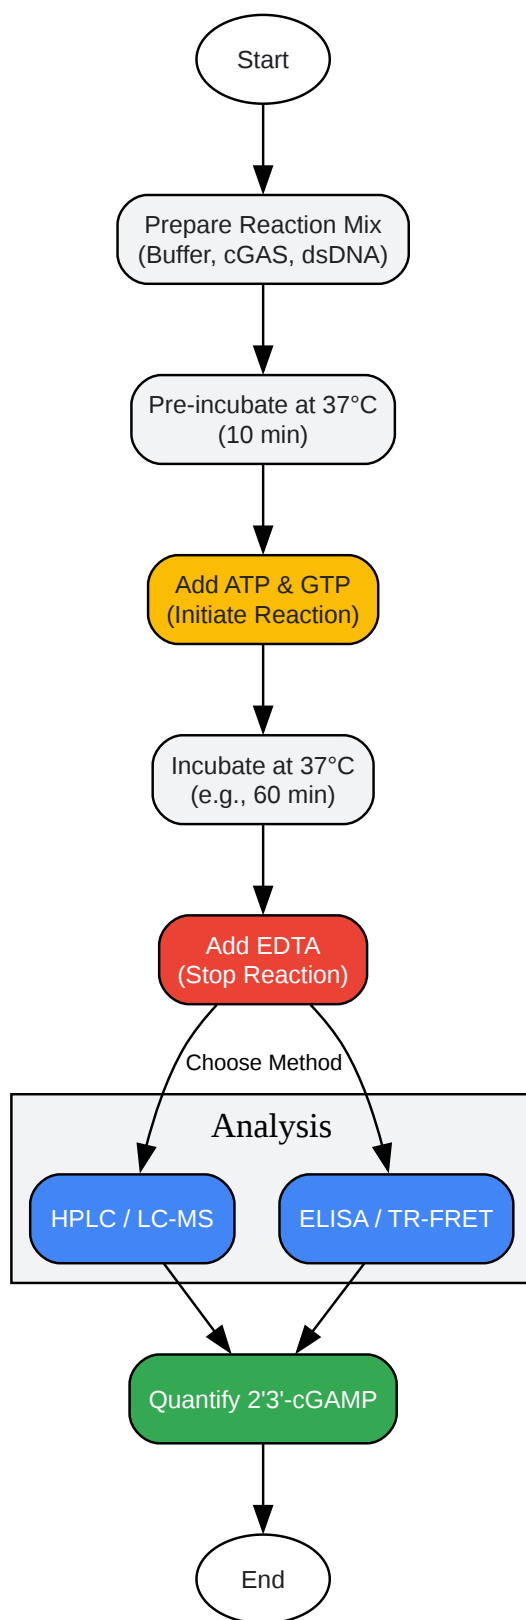 Start
Prepare Reaction Mix
(Buffer, cGAS, dsDNA)
Pre-incubate at 37°C
(10 min)
Add ATP & GTP
(Initiate Reaction)
Incubate at 37°C
(e.g., 60 min)
Add EDTA
(Stop Reaction)
Choose Method
Analysis
HPLC / LC-MS
ELISA / TR-FRET
Quantify 2'3'-cGAMP
End